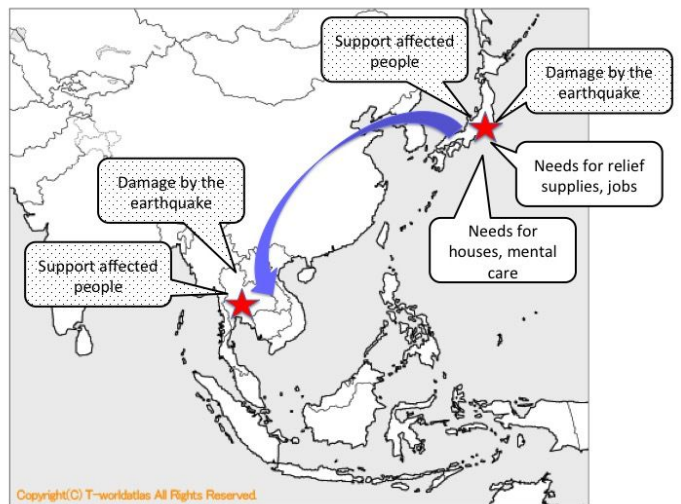 Support affected
people
Damage by the
earthquake
Needs for relief
supplies, jobs
Needs for
houses, mental
care
Damage by the
earthquake
Support affected
people
Copyright(C) T-worldatlas All Rights Reserved.